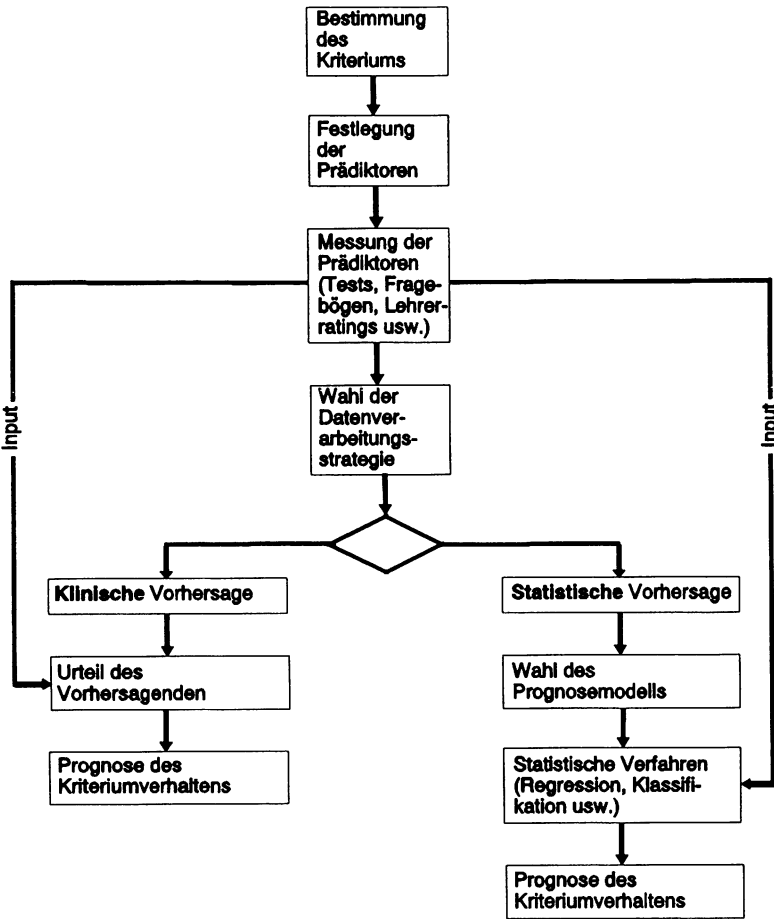 Bestimmung
des
Kriteriums
Festlegung
der
Prädiktoren
Messung der
Prädiktoren
(Tests, Frage-
bögen, Lehrer-
ratings usw.)
Input
Input
Wahl der
Datenver-
arbeitungs-
strategie
Klinische Vorhersage
Urteil des
Vorhersagenden
Prognose des
Kriteriumverhaltens
Statistische Vorhersage
Wahl des
Prognosemodells
Statistische Verfahren
(Regression, Klassifi-
kation usw.)
Prognose des
Kriteriumverhaltens